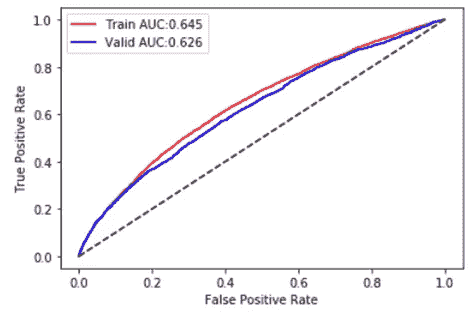 Train AUC:0.645
Valid AUC:0.626
1.0
0.8
0.6
0.4
0.2
0.0
True Positive Rate
0.0 0.2 0.4 0.6 0.8 1.0
False Positive Rate